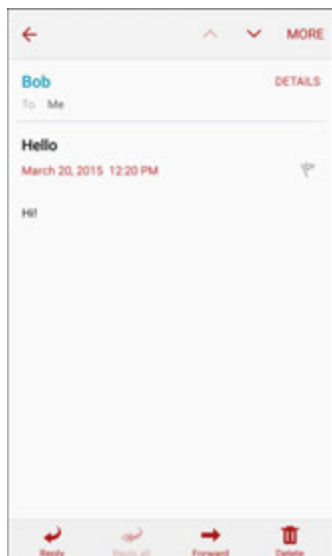 MORE
Bob DETAILS
To Me
Hello
March 20, 2015 12:20 PM
Hi!
Reply Reply all Forward Delete